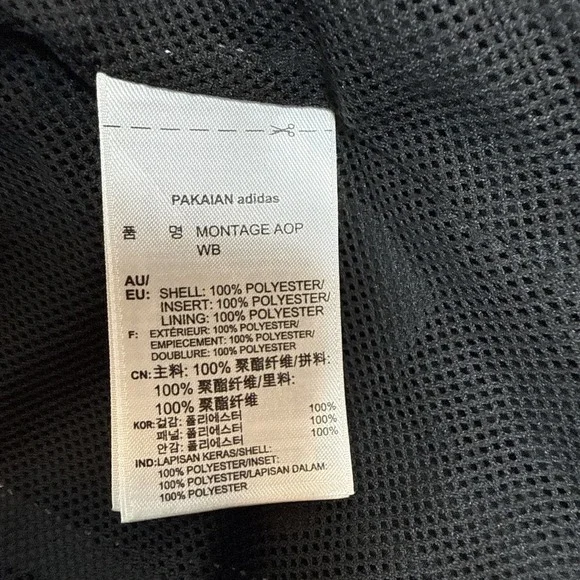 PAKAIAN adidas
품 명 MONTAGE AOP
WB
AU/
EU: SHELL: 100% POLYESTER/
INSERT: 100% POLYESTER/
LINING: 100% POLYESTER
F: EXTÉRIEUR: 100% POLYESTER/
EMPIECEMENT: 100% POLYESTER/
DOUBLURE: 100% POLYESTER
CN: 主料: 100% 聚酯纤维/拼料:
100% 聚酯纤维/里料:
100% 聚酯纤维
KOR: 겉감: 폴리에스터 100%
패널: 폴리에스터 100%
안감: 폴리에스터 100%
IND: LAPISAN KERAS/SHELL:
100% POLYESTER/INSET:
100% POLYESTER/LAPISAN DALAM:
100% POLYESTER